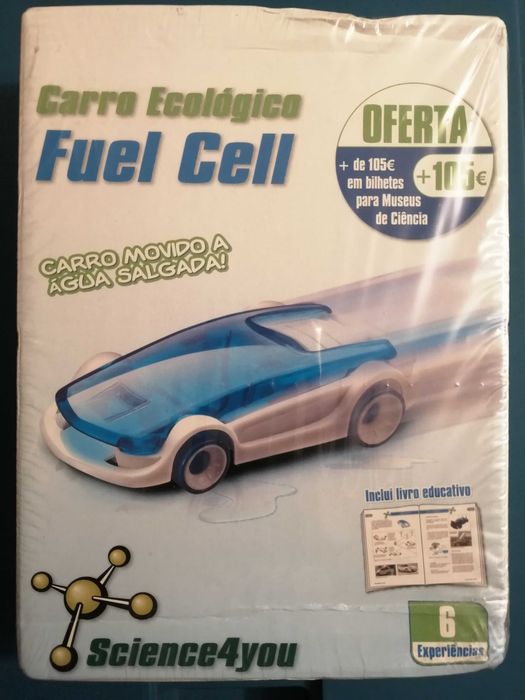 Carro Ecológico
Fuel Cell
OFERTA
+ de 105€
em bilhetes
para Museus
de Ciência
+105€
CARRO MOVIDO A
ÁGUA SALGADA!
Inclui livro educativo
6
Experiências
Science4you